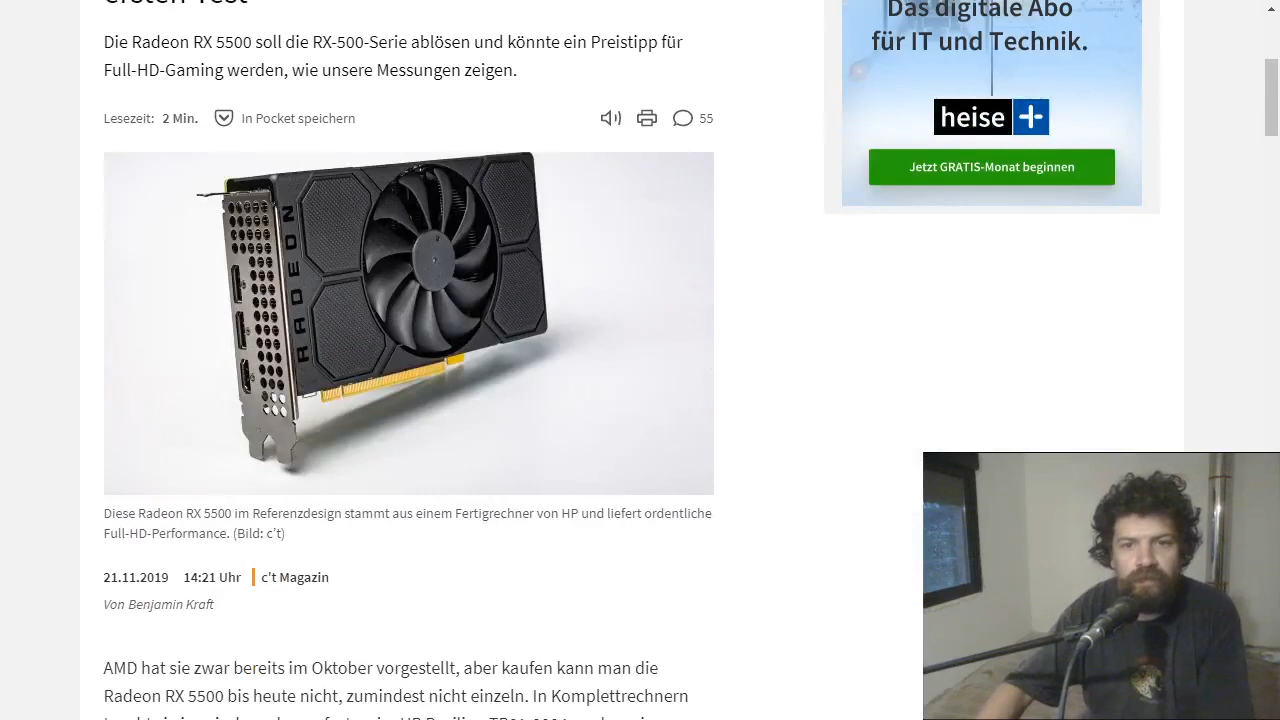 Die Radeon RX 5500 soll die RX-500-Serie ablösen und könnte ein Preistipp für
Full-HD-Gaming werden, wie unsere Messungen zeigen.
Lesezeit: 2 Min. In Pocket speichern 55
RADEON
Diese Radeon RX 5500 im Referenzdesign stammt aus einem Fertigrechner von HP und liefert ordentliche
Full-HD-Performance. (Bild: c't)
21.11.2019 14:21 Uhr c't Magazin
Von Benjamin Kraft
AMD hat sie zwar bereits im Oktober vorgestellt, aber kaufen kann man die
Radeon RX 5500 bis heute nicht, zumindest nicht einzeln. In Komplettrechnern
Das digitale Abo
für IT und Technik.
heise +
Jetzt GRATIS-Monat beginnen